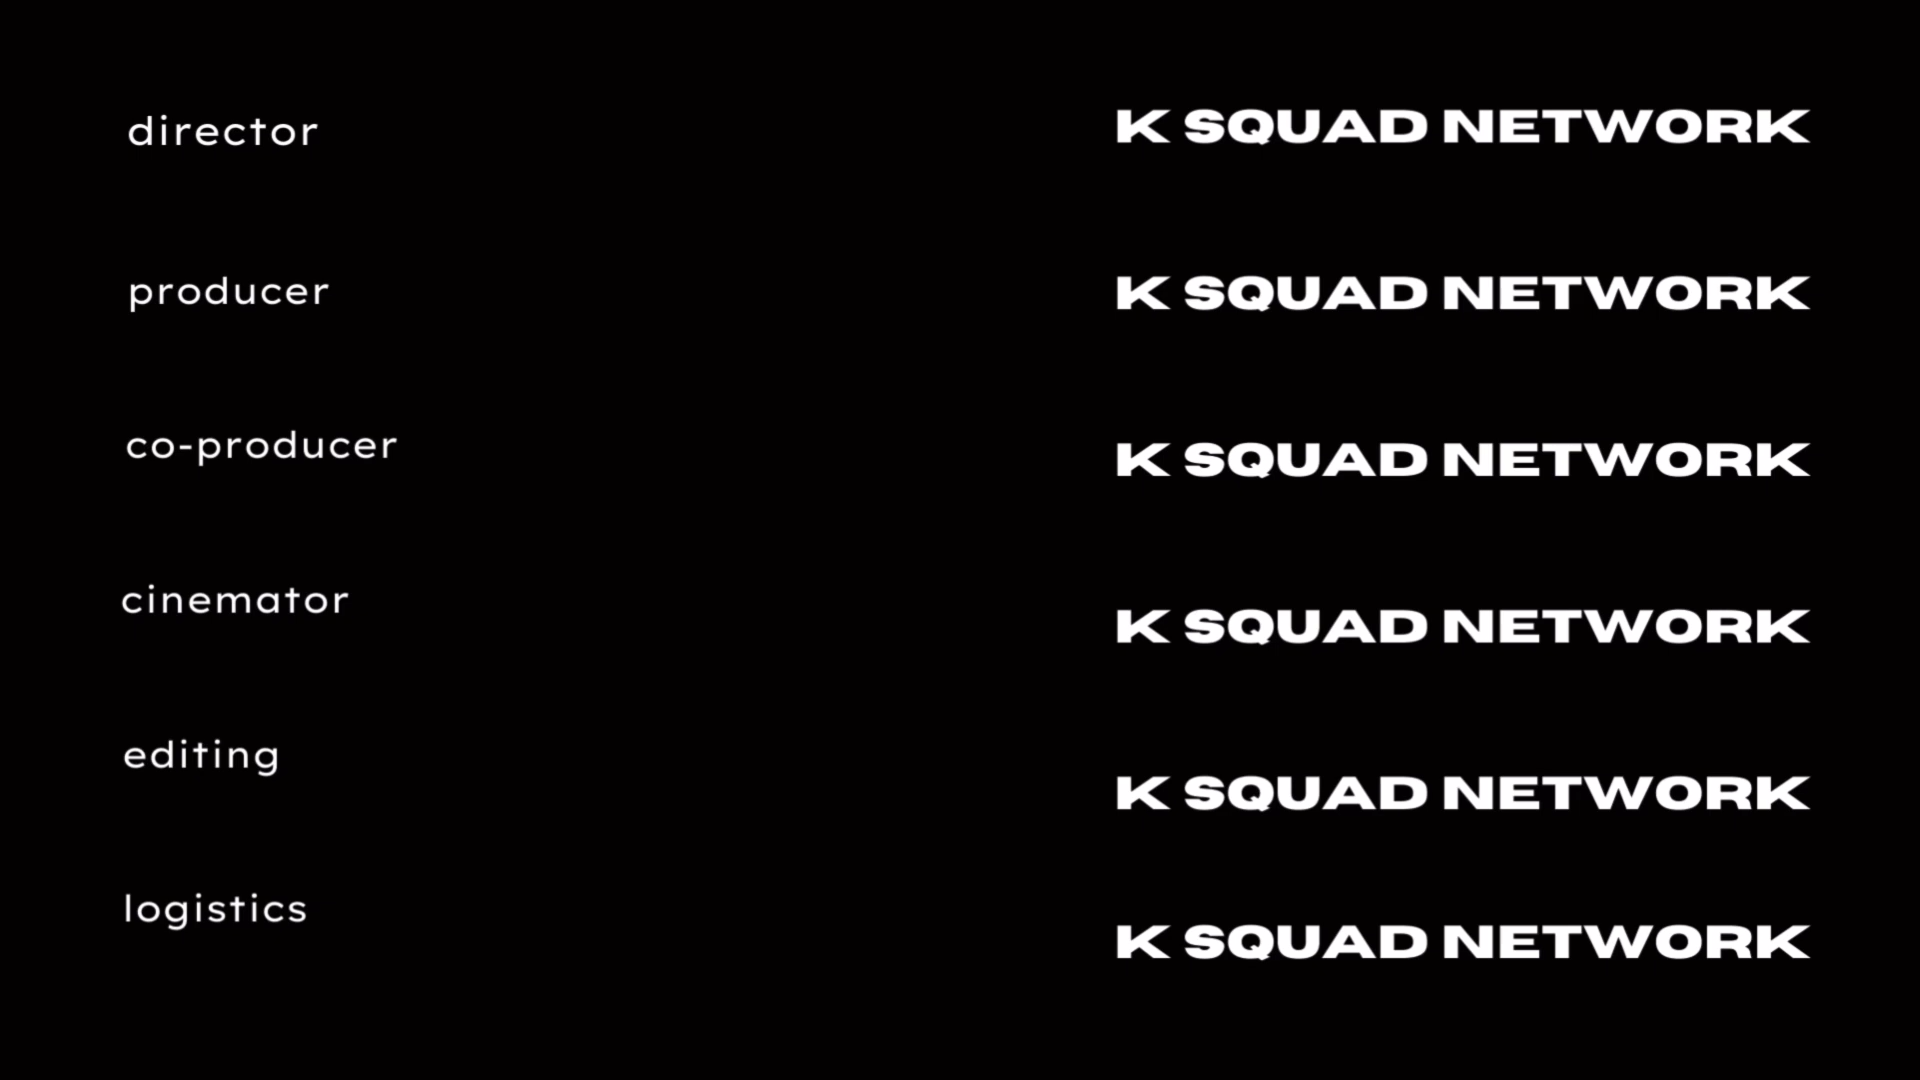 director K SQUAD NETWORK
producer K SQUAD NETWORK
co-producer K SQUAD NETWORK
cinemator K SQUAD NETWORK
editing K SQUAD NETWORK
logistics K SQUAD NETWORK